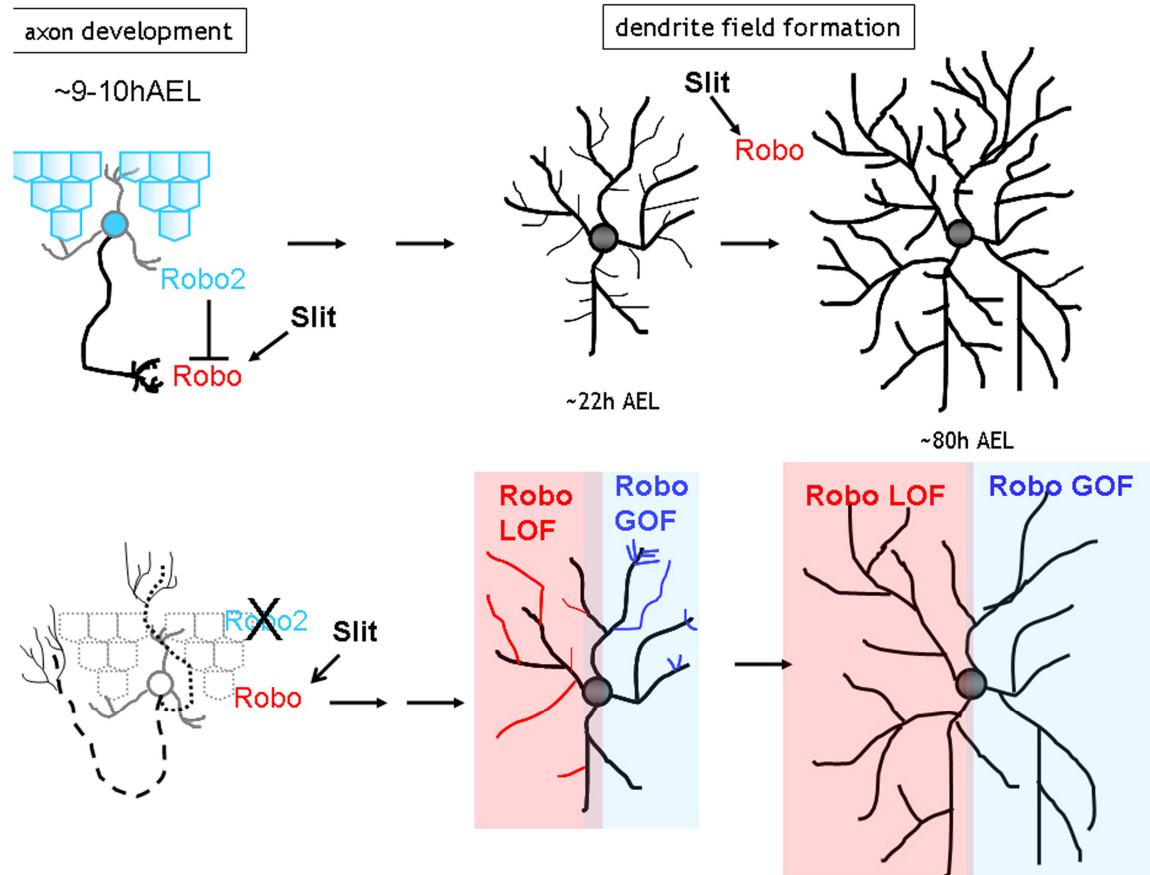 axon development
dendrite field formation
~9-10hAEL
Slit
Robo
Robo2
Slit
Robo
~22h AEL
~80h AEL
Robo
LOF
Robo
GOF
Robo LOF
Robo GOF
Robo2
Slit
Robo